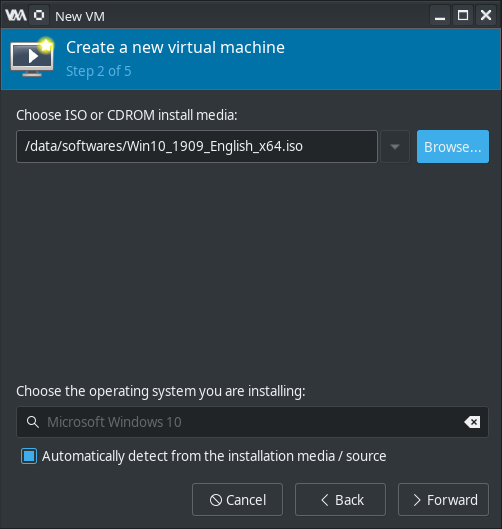 New VM
Create a new virtual machine
Step 2 of 5
Choose ISO or CDROM install media:
/data/softwares/Win10_1909_English_x64.iso
Browse...
Choose the operating system you are installing:
Microsoft Windows 10
Automatically detect from the installation media / source
Cancel
Back
Forward